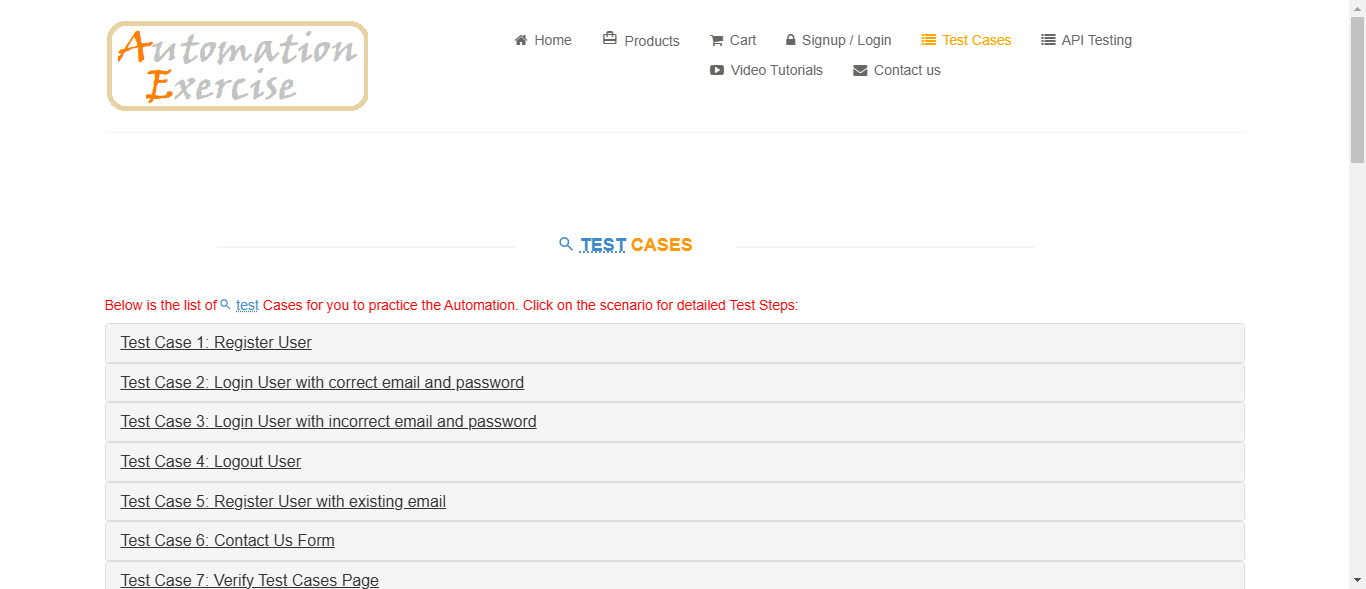 Automation
Exercise
Home Products Cart Signup / Login Test Cases API Testing
Video Tutorials Contact us
TEST CASES
Below is the list of test Cases for you to practice the Automation. Click on the scenario for detailed Test Steps:
Test Case 1: Register User
Test Case 2: Login User with correct email and password
Test Case 3: Login User with incorrect email and password
Test Case 4: Logout User
Test Case 5: Register User with existing email
Test Case 6: Contact Us Form
Test Case 7: Verify Test Cases Page